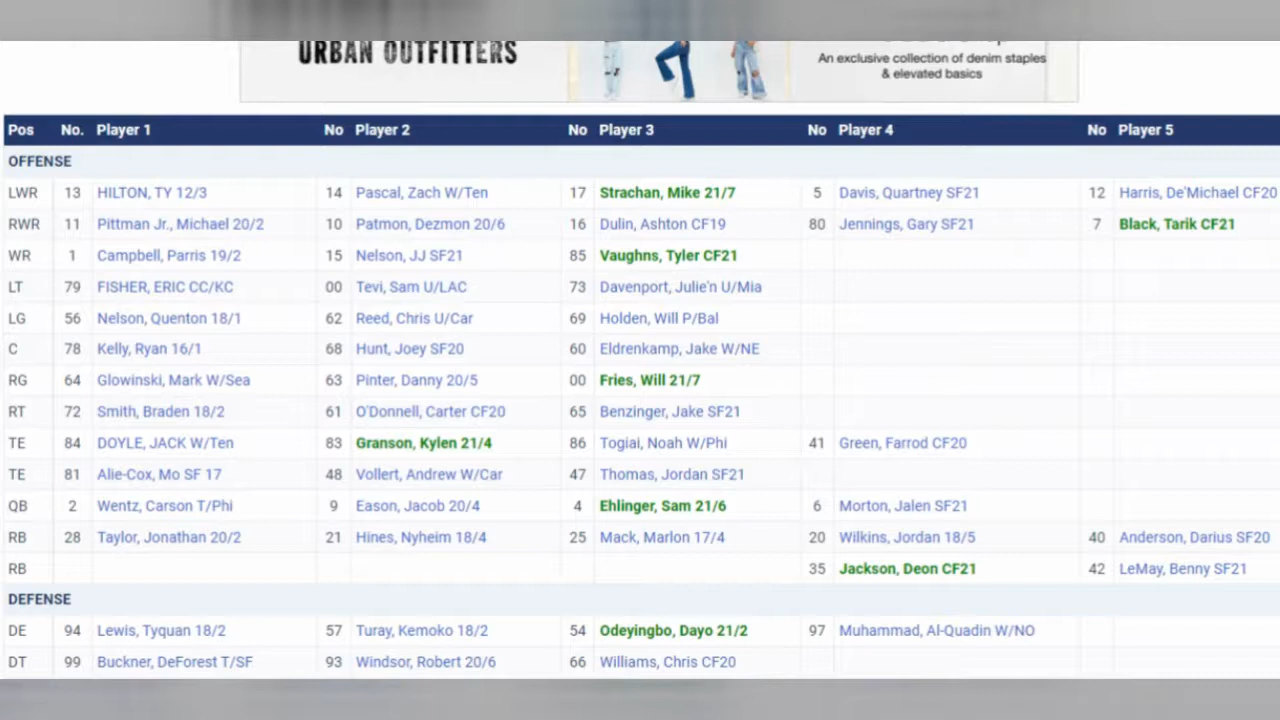 URBAN OUTFITTERS
An exclusive collection of denim staples
& elevated basics
Pos No. Player 1 No Player 2 No Player 3 No Player 4 No Player 5
OFFENSE
LWR 13 HILTON, TY 12/3 14 Pascal, Zach W/Ten 17 Strachan, Mike 21/7 5 Davis, Quartney SF21 12 Harris, De'Michael CF20
RWR 11 Pittman Jr., Michael 20/2 10 Patmon, Dezmon 20/6 16 Dulin, Ashton CF19 80 Jennings, Gary SF21 7 Black, Tarik CF21
WR 1 Campbell, Parris 19/2 15 Nelson, JJ SF21 85 Vaughns, Tyler CF21
LT 79 FISHER, ERIC CC/KC 00 Tevi, Sam U/LAC 73 Davenport, Julie'n U/Mia
LG 56 Nelson, Quenton 18/1 62 Reed, Chris U/Car 69 Holden, Will P/Bal
C 78 Kelly, Ryan 16/1 68 Hunt, Joey SF20 60 Eldrenkamp, Jake W/NE
RG 64 Glowinski, Mark W/Sea 63 Pinter, Danny 20/5 00 Fries, Will 21/7
RT 72 Smith, Braden 18/2 61 O'Donnell, Carter CF20 65 Benzinger, Jake SF21
TE 84 DOYLE, JACK W/Ten 83 Granson, Kylen 21/4 86 Togiai, Noah W/Phi 41 Green, Farrod CF20
TE 81 Alie-Cox, Mo SF 17 48 Vollert, Andrew W/Car 47 Thomas, Jordan SF21
QB 2 Wentz, Carson T/Phi 9 Eason, Jacob 20/4 4 Ehlinger, Sam 21/6 6 Morton, Jalen SF21
RB 28 Taylor, Jonathan 20/2 21 Hines, Nyheim 18/4 25 Mack, Marlon 17/4 20 Wilkins, Jordan 18/5 40 Anderson, Darius SF20
RB 35 Jackson, Deon CF21 42 LeMay, Benny SF21
DEFENSE
DE 94 Lewis, Tyquan 18/2 57 Turay, Kemoko 18/2 54 Odeyingbo, Dayo 21/2 97 Muhammad, Al-Quadin W/NO
DT 99 Buckner, DeForest T/SF 93 Windsor, Robert 20/6 66 Williams, Chris CF20